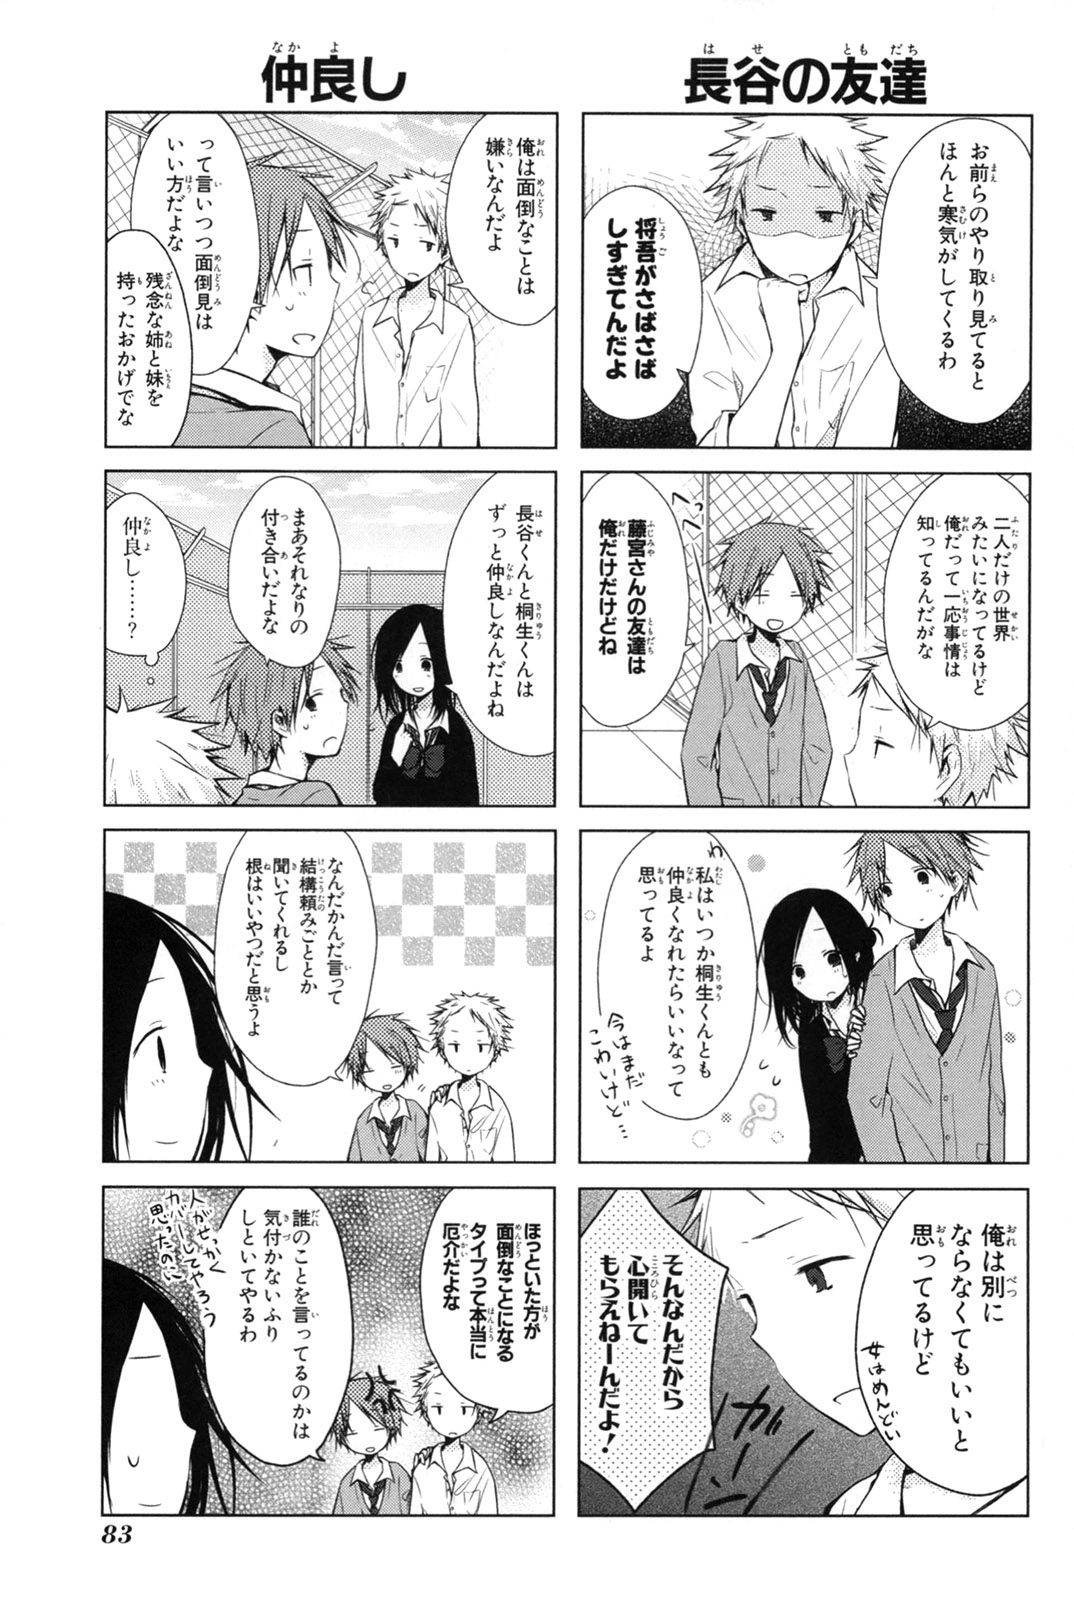 長谷の友達
お前らのやり取り見てると
ほんと寒気がしてくるわ
将吾がさばさば
しすぎてんだよ
二人だけの世界
みたいになってるけど
俺だって一応事情は
知ってるんだがな
藤宮さんの友達は
俺だけだけどね
わ
私はいつか桐生くんとも
仲良くなれたらいいなって
思ってるよ
今はまだ
こわいけど…
俺は別に
ならなくてもいいと
思ってるけど
女はめんどい
そんなんだから
心開いて
もらえねーんだよ!
仲良し
俺は面倒なことは
嫌いなんだよ
って言いつつ面倒見は
いい方だよな
残念な姉と妹を
持ったおかげでな
長谷くんと桐生くんは
ずっと仲良しなんだよね
まあそれなりの
付き合いだよな
仲良し……?
なんだかんだ言って
結構頼みごととか
聞いてくれるし
根はいいやつだと思うよ
ほっといた方が
面倒なことになる
タイプって本当に
厄介だよな
誰のことを言ってるのかは
気付かないふり
しといてやるわ
人がせっかく
カバーしてやろう
思ったのに
83